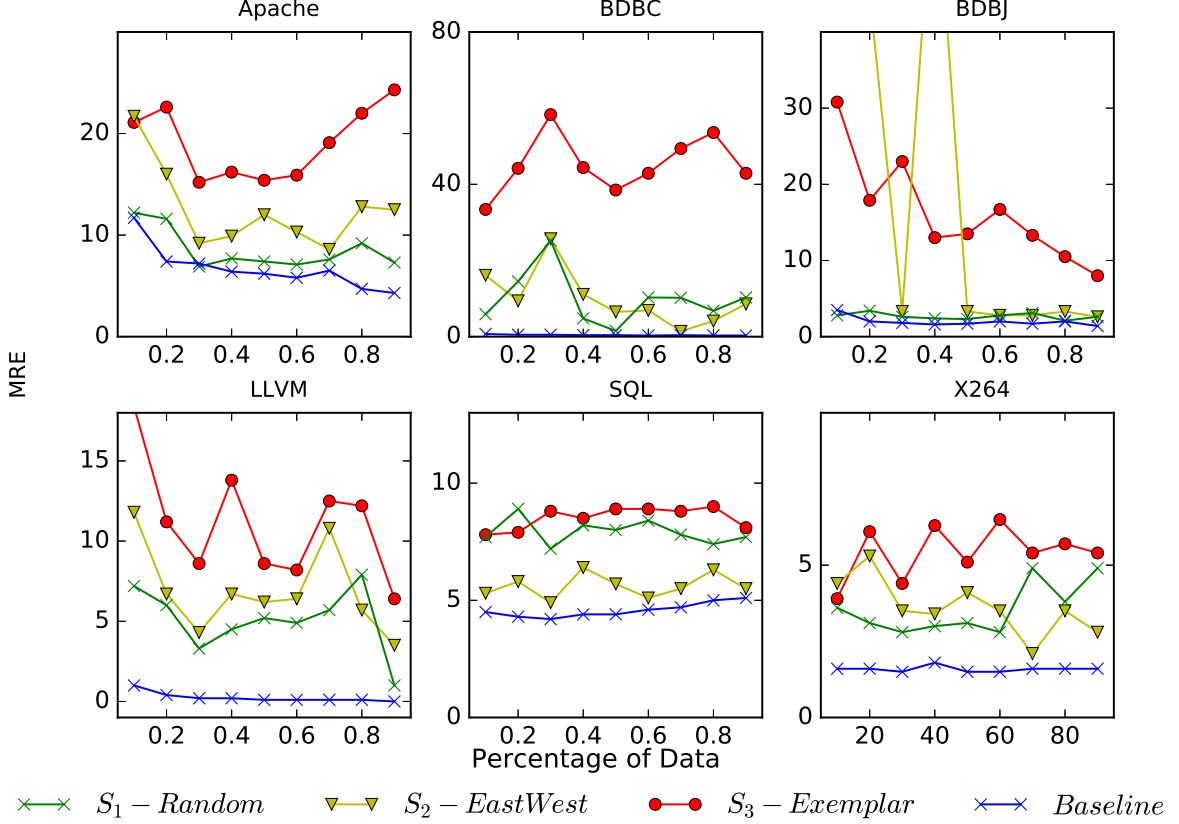 Apache BDBC BDBJ
20
10
0
0.2 0.4 0.6 0.8
80
40
0
0.2 0.4 0.6 0.8
30
20
10
0
0.2 0.4 0.6 0.8
MRE
LLVM SQL X264
15
10
5
0
0.2 0.4 0.6 0.8
10
5
0
0.2 0.4 0.6 0.8
5
0
20 40 60 80
Percentage of Data
S₁ − Random S₂ − EastWest S₃ − Exemplar Baseline